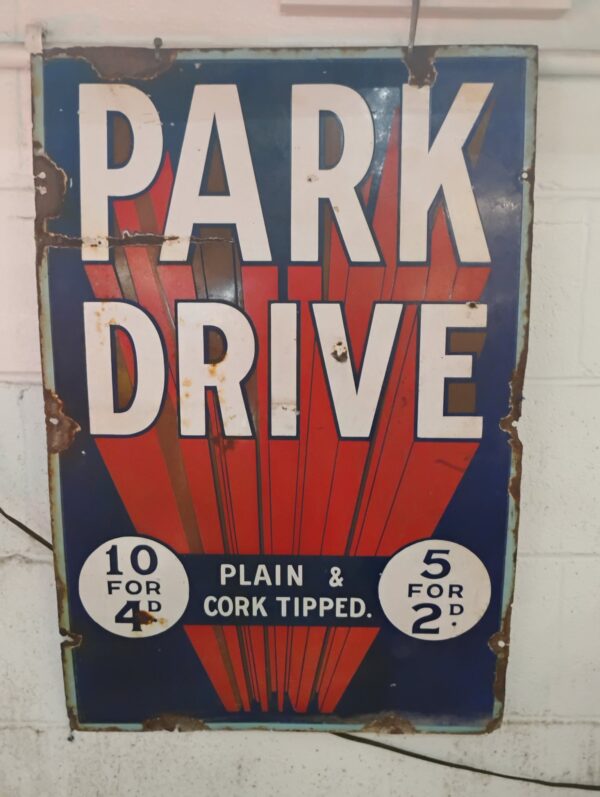 PARK
DRIVE
10
FOR
4D
PLAIN &
CORK TIPPED.
5
FOR
2D.